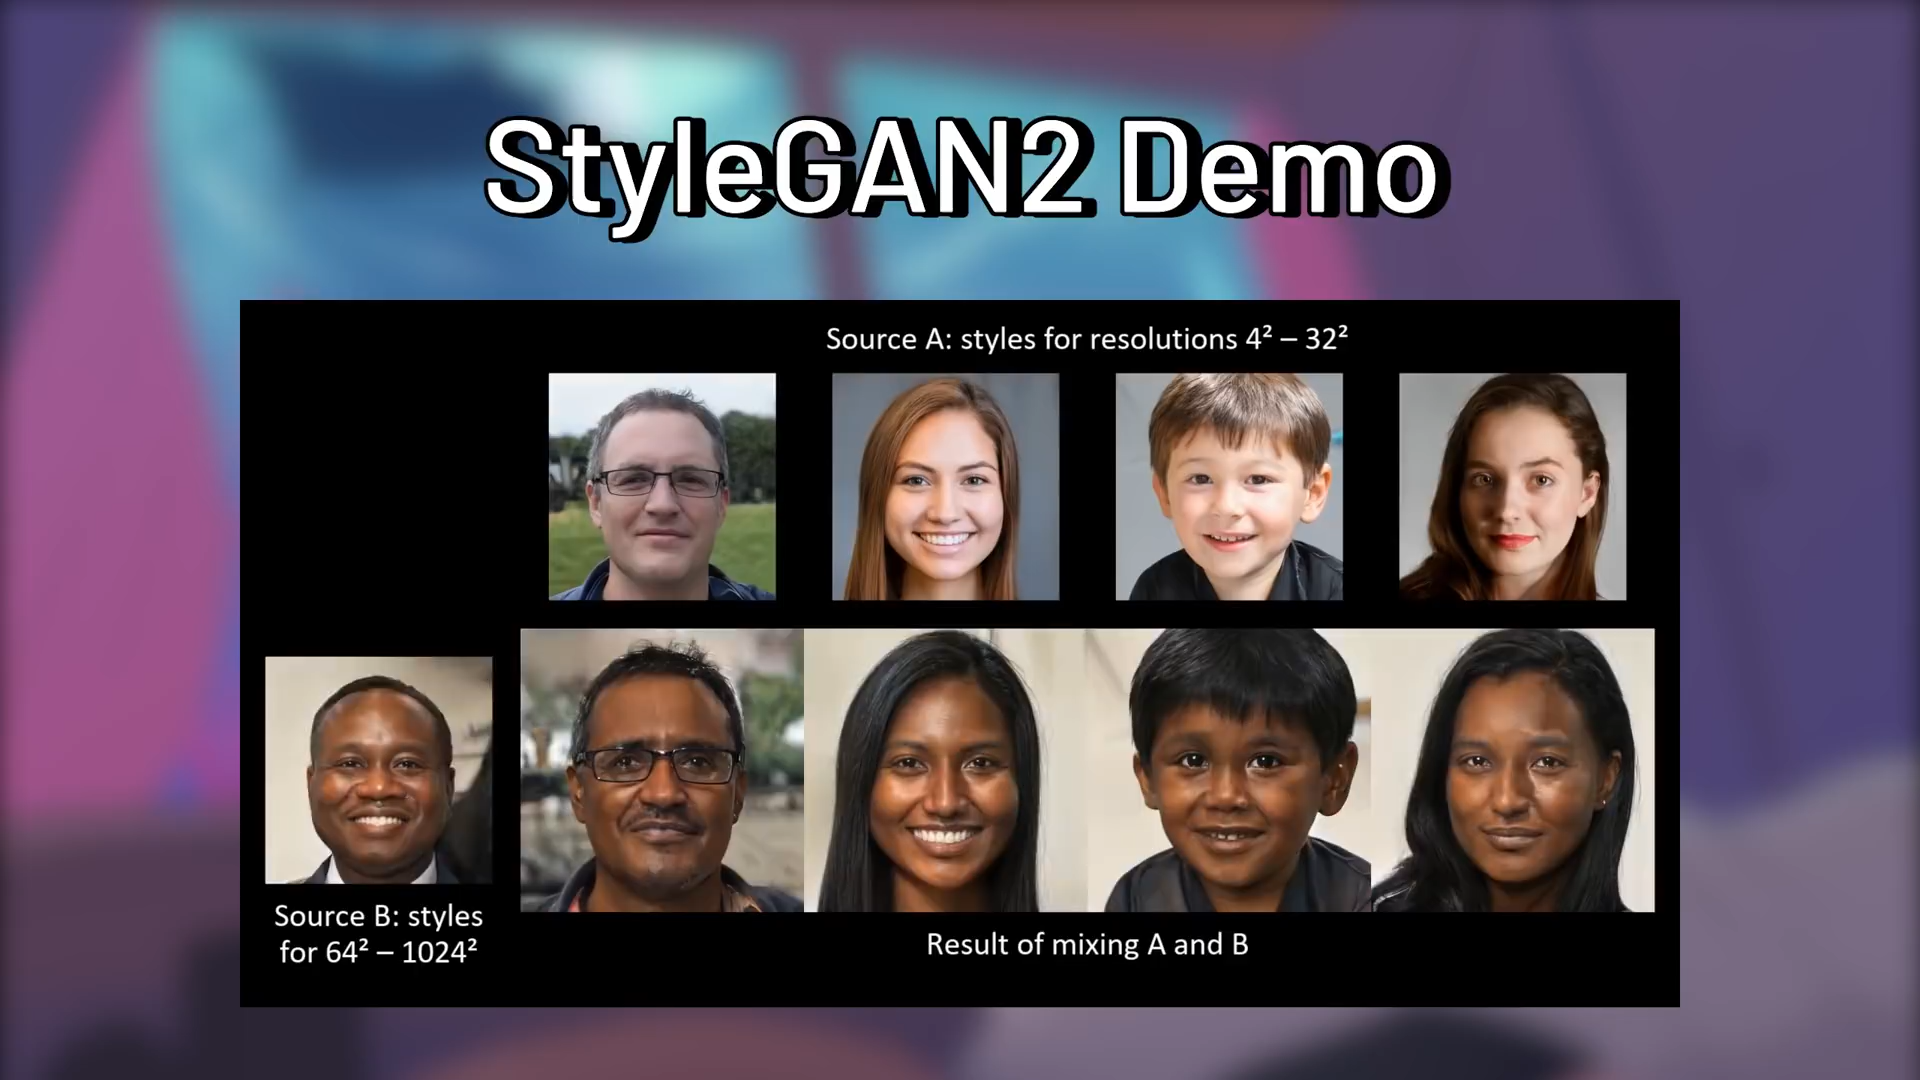 StyleGAN2 Demo
Source A: styles for resolutions 4² – 32²
Source B: styles
for 64² – 1024²
Result of mixing A and B